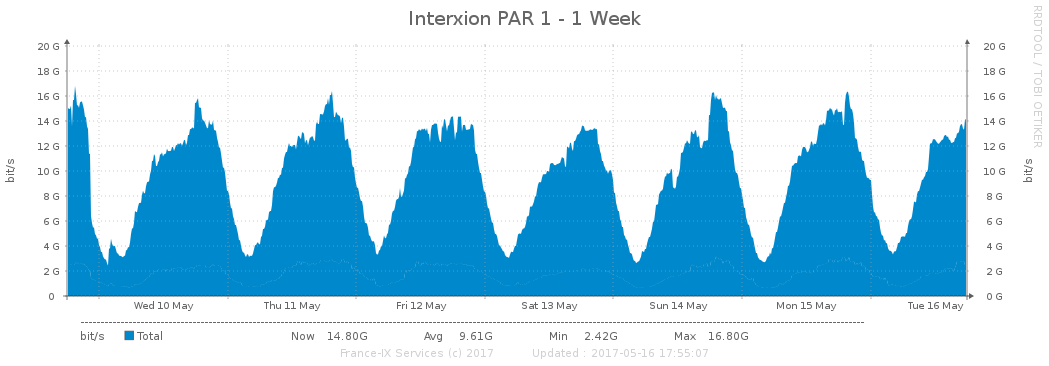 Interxion PAR 1 - 1 Week
RRDTOOL / TOBI OETIKER
bit/s
20 G 20 G
18 G 18 G
16 G 16 G
14 G 14 G
12 G 12 G
10 G 10 G
8 G 8 G
6 G 6 G
4 G 4 G
2 G 2 G
0 0 G
bit/s
Wed 10 May Thu 11 May Fri 12 May Sat 13 May Sun 14 May Mon 15 May Tue 16 May
bit/s Total Now 14.80G Avg 9.61G Min 2.42G Max 16.80G
France-IX Services (c) 2017 Updated : 2017-05-16 17:55:07